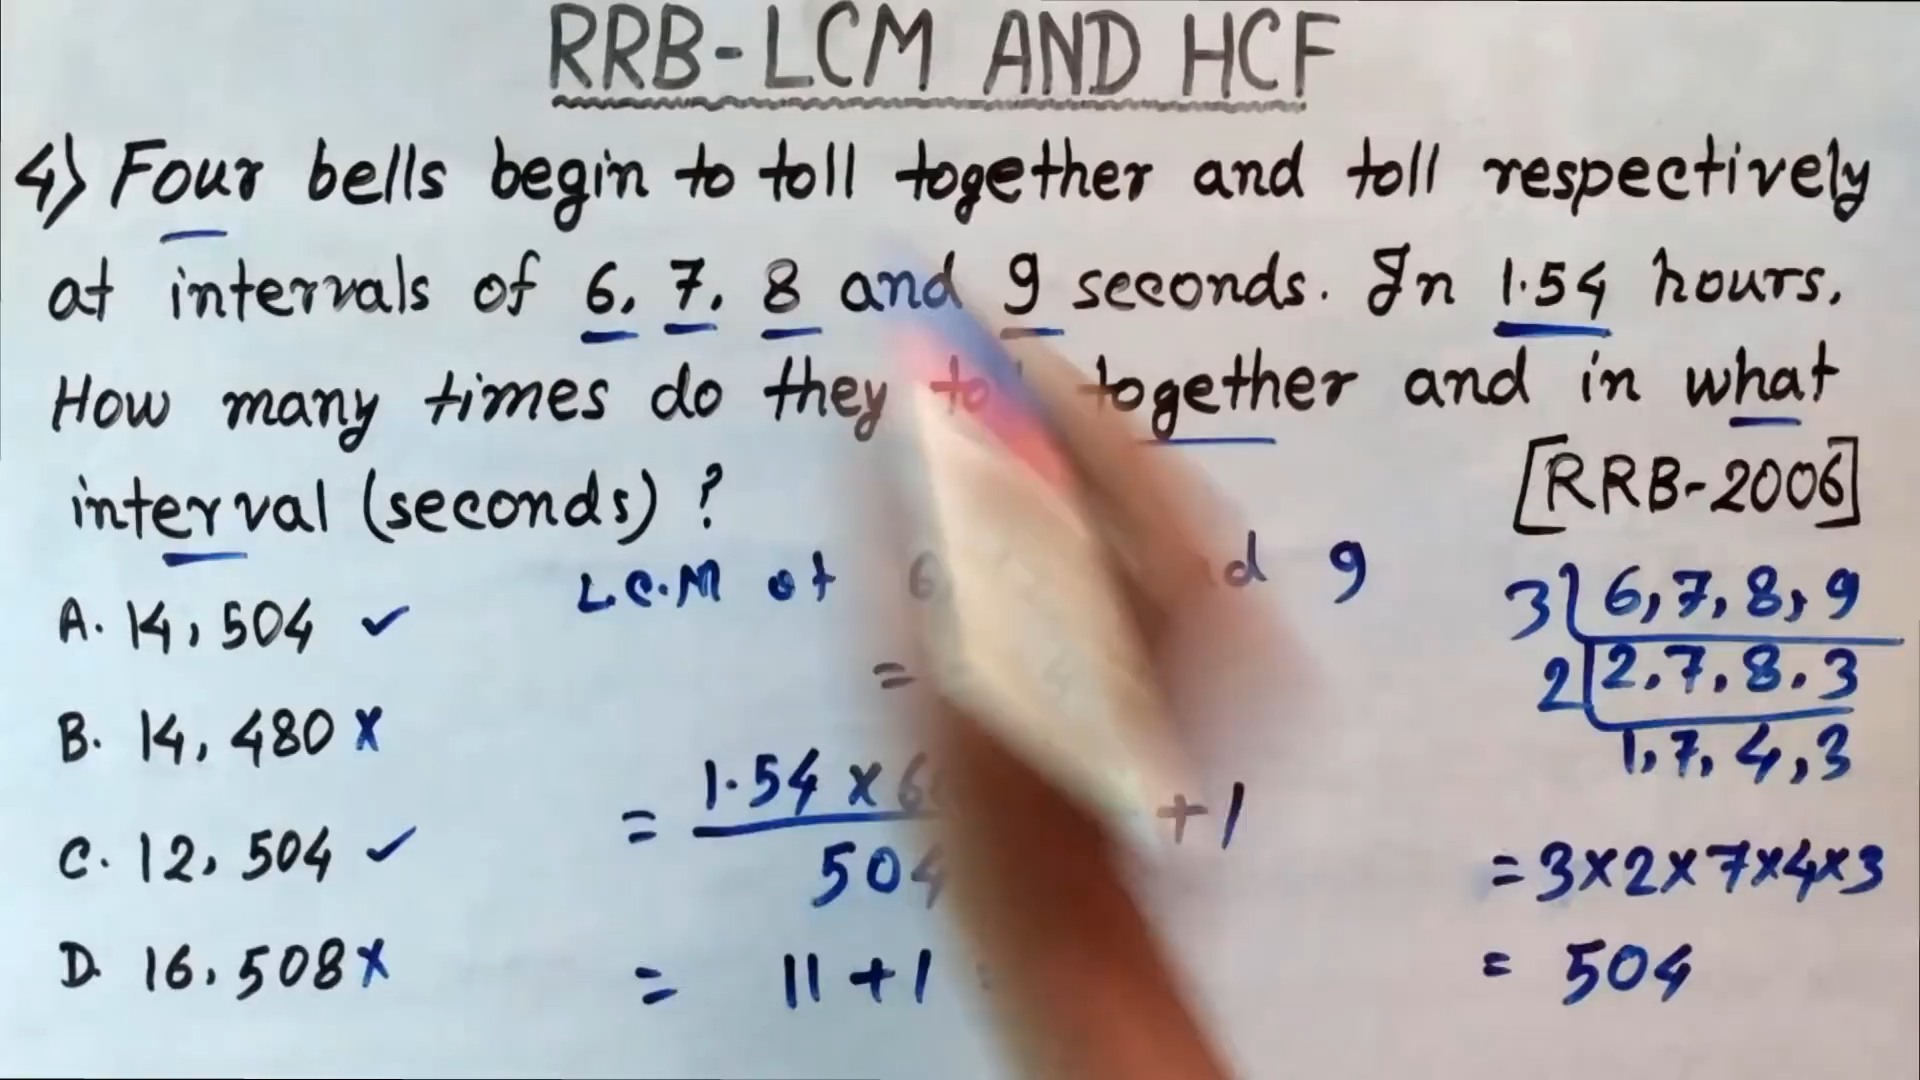 RRB-LCM AND HCF
4) Four bells begin to toll together and toll respectively
at intervals of 6, 7, 8 and 9 seconds. In 1.54 hours,
How many times do they together and in what
interval (seconds) ?
[RRB-2006]
L.C.M of 6 9
3 6, 7, 8, 9
2 2, 7, 8, 3
1, 7, 4, 3
A. 14, 504 ✓
B. 14, 480 x
C. 12, 504 ✓
D. 16, 508 x
=
= 1.54 x + 1
504
= 11 + 1
= 3x2x7x4x3
= 504